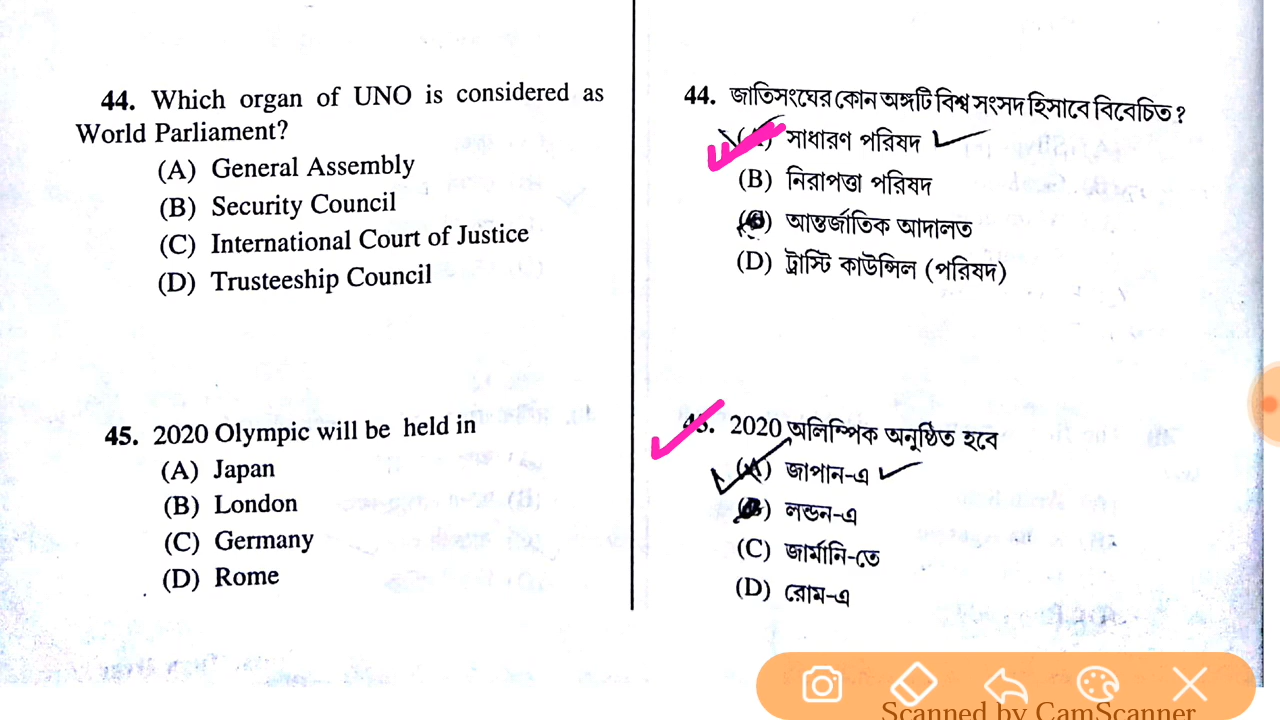 44. Which organ of UNO is considered as
World Parliament?
(A) General Assembly
(B) Security Council
(C) International Court of Justice
(D) Trusteeship Council
45. 2020 Olympic will be held in
(A) Japan
(B) London
(C) Germany
(D) Rome
44. জাতিসংঘের কোন অঙ্গটি বিশ্ব সংসদ হিসাবে বিবেচিত ?
সাধারণ পরিষদ
(B) নিরাপত্তা পরিষদ
আন্তর্জাতিক আদালত
(D) ট্রাস্টি কাউন্সিল (পরিষদ)
45. 2020 অলিম্পিক অনুষ্ঠিত হবে
(A) জাপান-এ
লন্ডন-এ
(C) জার্মানি-তে
(D) রোম-এ
Scanned by CamScanner